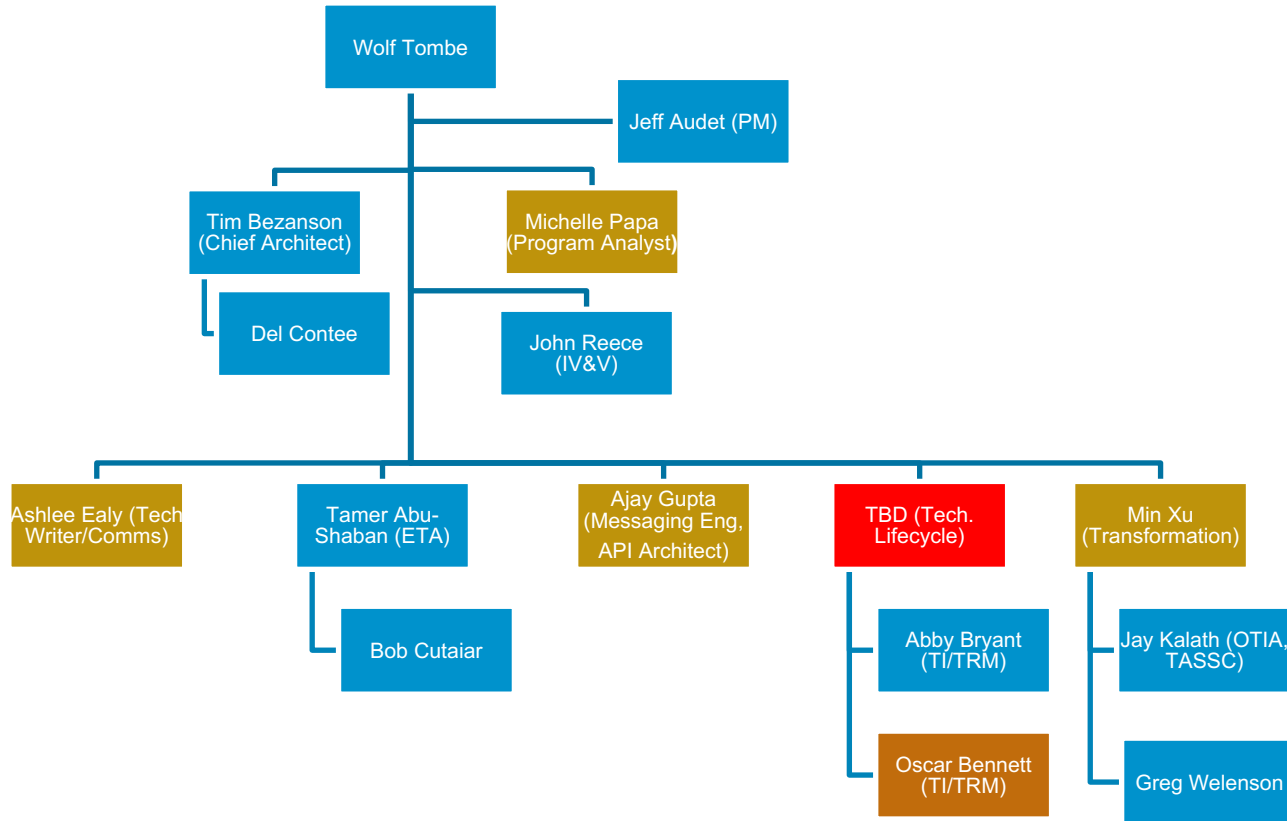 Wolf Tombe
Jeff Audet (PM)
Tim Bezanson
(Chief Architect)
Michelle Papa
(Program Analyst)
Del Contee
John Reece
(IV&V)
Ashlee Ealy (Tech
Writer/Comms)
Tamer Abu-
Shaban (ETA)
Ajay Gupta
(Messaging Eng,
API Architect)
TBD (Tech.
Lifecycle)
Min Xu
(Transformation)
Bob Cutaiar
Abby Bryant
(TI/TRM)
Jay Kalath (OTIA,
TASSC)
Oscar Bennett
(TI/TRM)
Greg Welenson